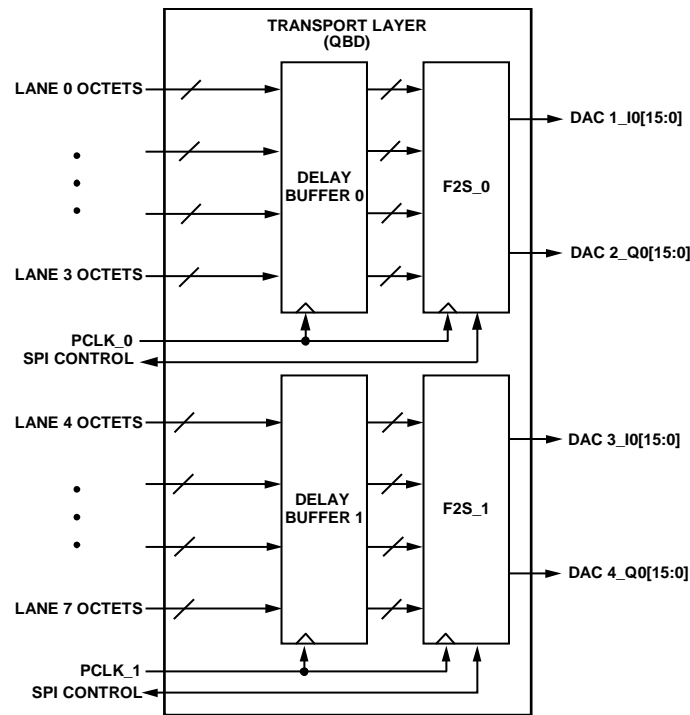 TRANSPORT LAYER
(QBD)
LANE 0 OCTETS
LANE 3 OCTETS
DELAY
BUFFER 0
F2S_0
DAC 1_I0[15:0]
DAC 2_Q0[15:0]
PCLK_0
SPI CONTROL
LANE 4 OCTETS
LANE 7 OCTETS
DELAY
BUFFER 1
F2S_1
DAC 3_I0[15:0]
DAC 4_Q0[15:0]
PCLK_1
SPI CONTROL